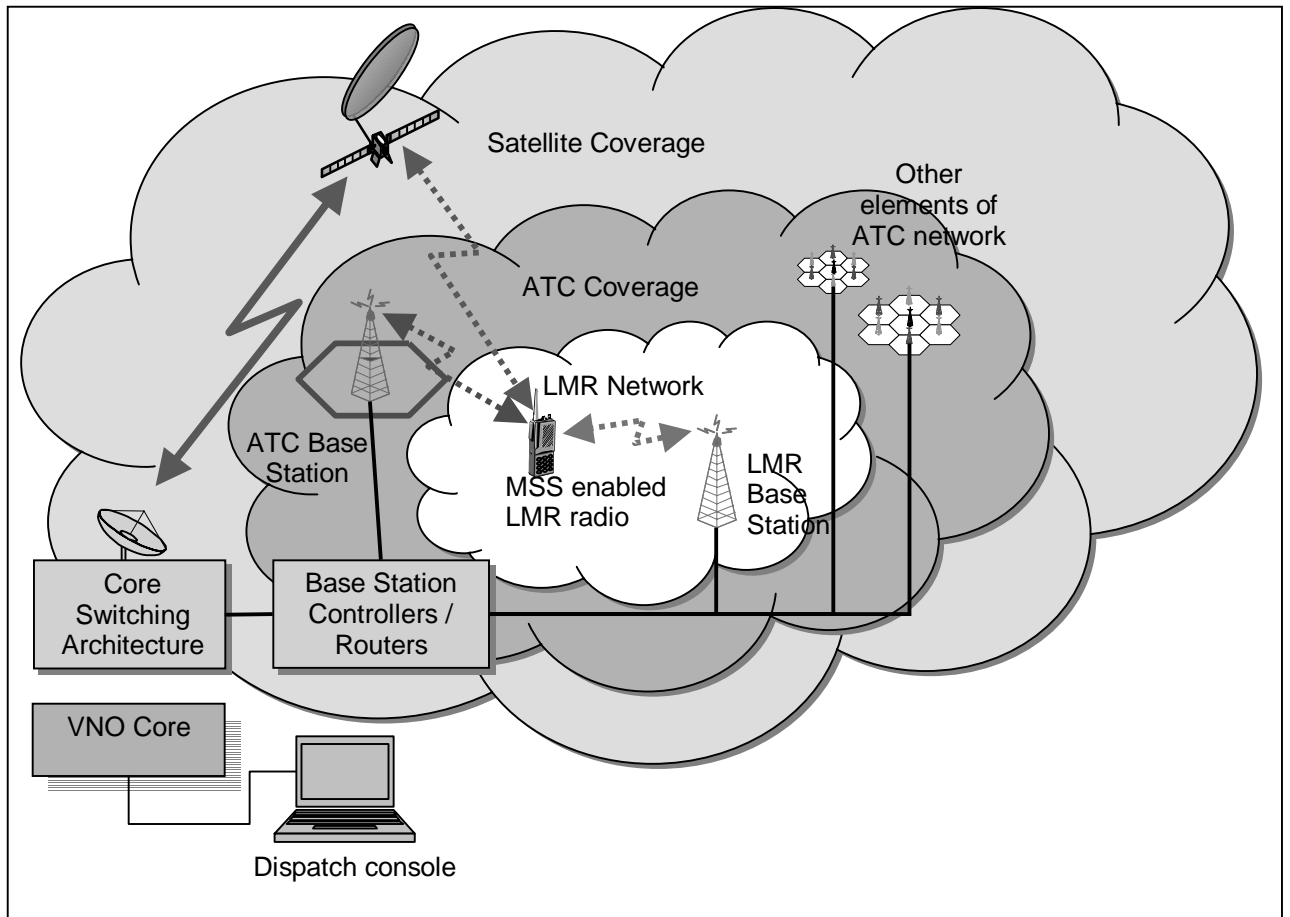 Satellite Coverage
Other
elements of
ATC network
ATC Coverage
LMR Network
ATC Base
Station
MSS enabled
LMR radio
LMR
Base
Station
Core
Switching
Architecture
Base Station
Controllers /
Routers
VNO Core
Dispatch console